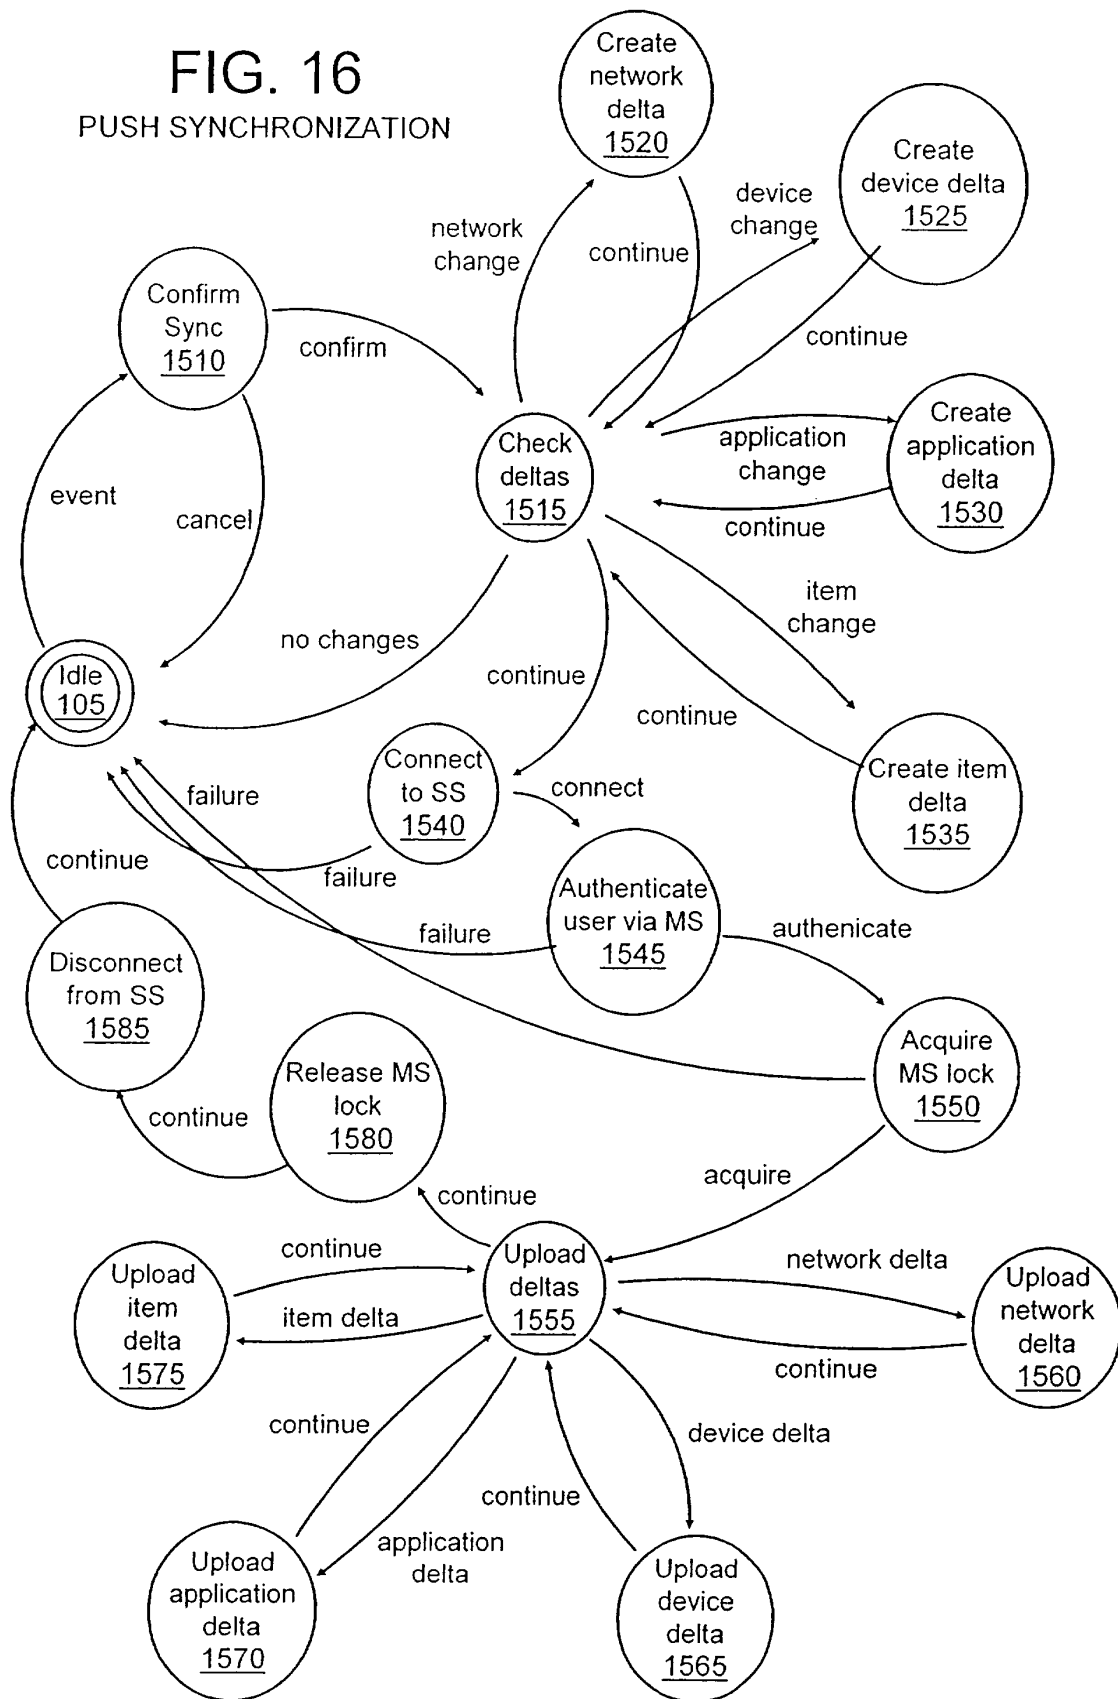 FIG. 16
PUSH SYNCHRONIZATION
Create
network
delta
1520
Create
device delta
1525
device
change
network
change
continue
continue
Confirm
Sync
1510
confirm
Check
deltas
1515
application
change
continue
Create
application
delta
1530
event
cancel
no changes
continue
item
change
continue
Idle
105
Connect
to SS
1540
connect
Create item
delta
1535
failure
failure
failure
continue
Authenticate
user via MS
1545
authenicate
Disconnect
from SS
1585
Release MS
lock
1580
Acquire
MS lock
1550
continue
acquire
continue
Upload
deltas
1555
continue
item delta
Upload
item
delta
1575
network delta
continue
Upload
network
delta
1560
continue
device delta
continue
application
delta
Upload
application
delta
1570
Upload
device
delta
1565